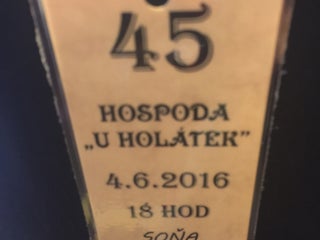 45
HOSPODA
„U HOLÁTEK”
4.6.2016
18 HOD
SOŇA